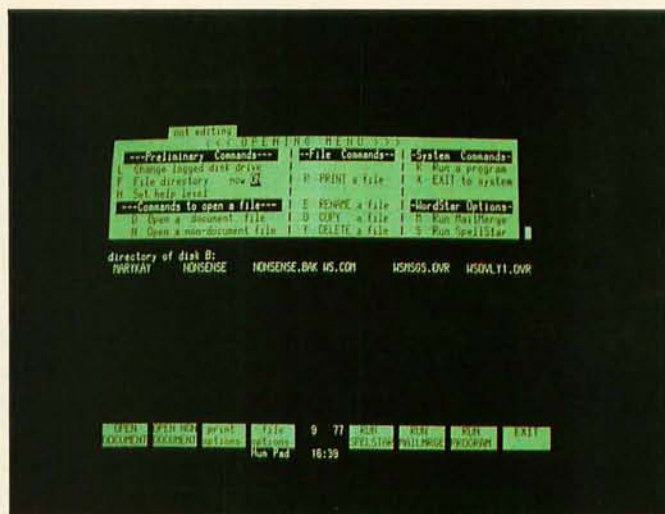 not editing
< < < O P E N I N G   M E N U > > >
---Preliminary Commands---
L Change logged disk drive
F File directory now ON
H Set help level
---Commands to open a file---
D Open a document file
N Open a non-document file
--File Commands--
P PRINT a file
E RENAME a file
O COPY a file
Y DELETE a file
-System Commands-
R Run a program
X EXIT to system
-WordStar Options-
M Run MailMerge
S Run SpellStar
directory of disk B:
MARYKAY NONSENSE NONSENSE.BAK WS.COM WSMSGS.OVR WSOVLY1.OVR
OPEN DOCUMENT
OPEN NON DOCUMENT
print options
file options
9 77
RUN SPELSTAR
RUN MAILMRGE
RUN PROGRAM
EXIT
Num Pad 16:39